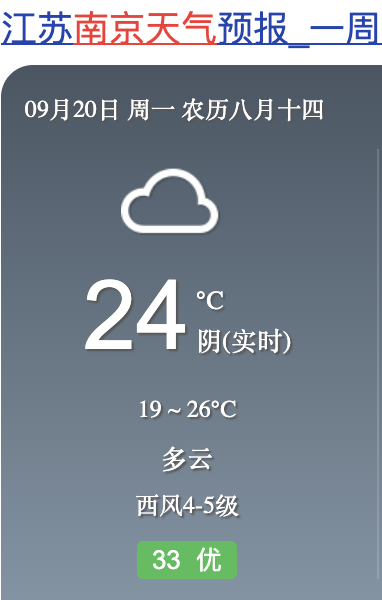 江苏南京天气预报_一周
09月20日 周一 农历八月十四
24 °C
阴(实时)
19 ~ 26°C
多云
西风4-5级
33 优